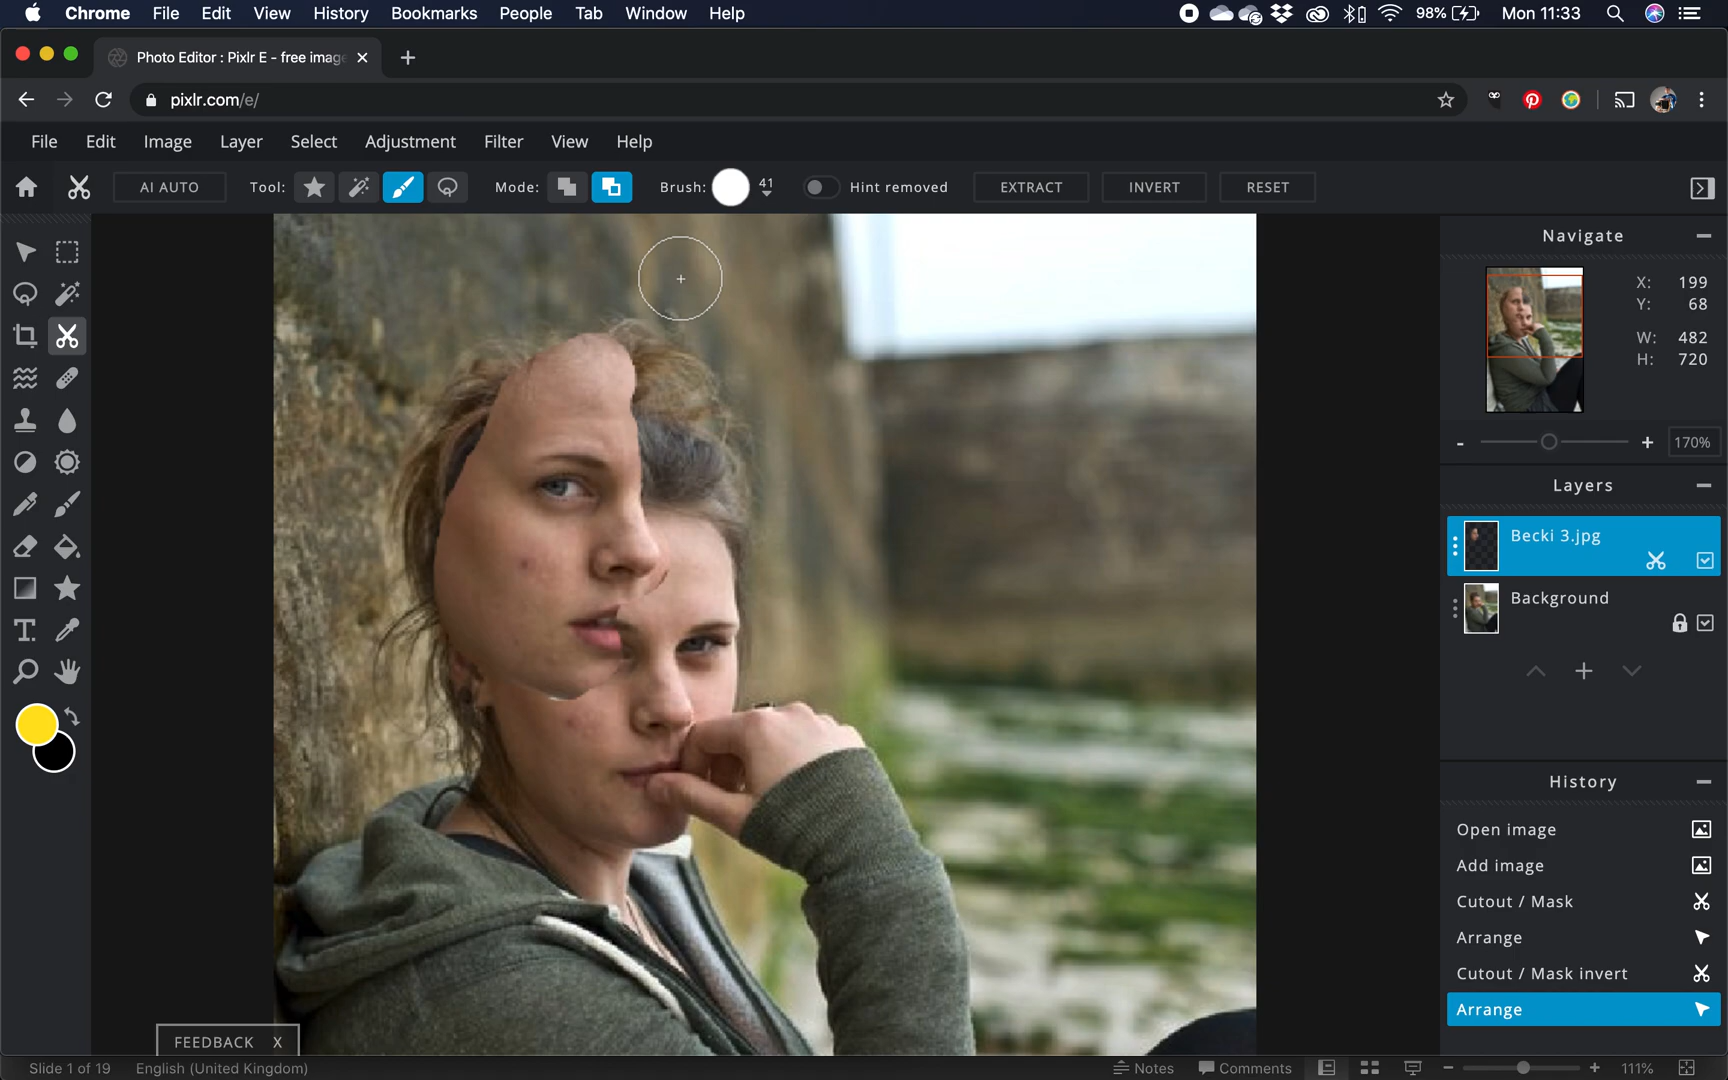 Chrome File Edit View History Bookmarks People Tab Window Help 98% Mon 11:33
Photo Editor : Pixlr E - free image
pixlr.com/e/
File Edit Image Layer Select Adjustment Filter View Help
AI AUTO Tool: Mode: Brush: 41 Hint removed EXTRACT INVERT RESET
Navigate
X: 199
Y: 68
W: 482
H: 720
- + 170%
Layers
Becki 3.jpg
Background
History
Open image
Add image
Cutout / Mask
Arrange
Cutout / Mask invert
Arrange
FEEDBACK X
Slide 1 of 19 English (United Kingdom) Notes Comments 111%